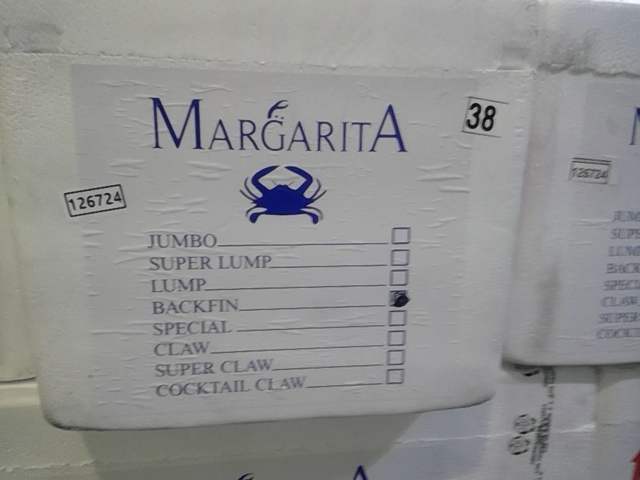 MARGARITA
38
126724
JUMBO
SUPER LUMP
LUMP
BACKFIN
SPECIAL
CLAW
SUPER CLAW
COCKTAIL CLAW
126724